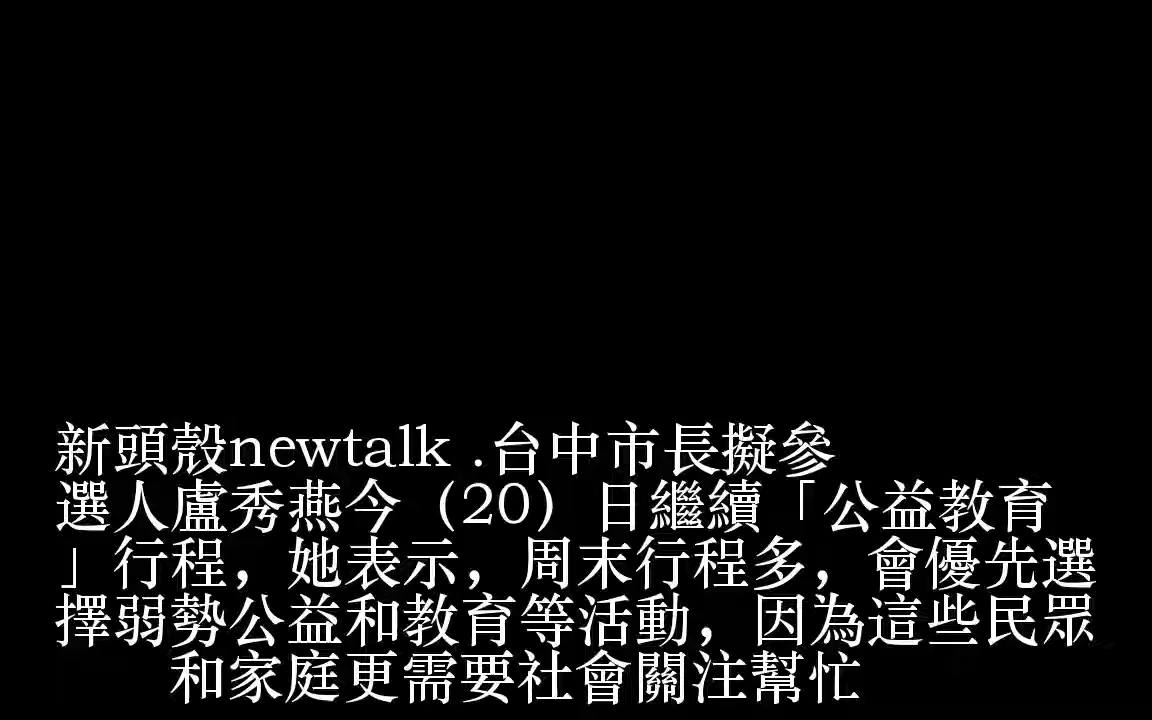 新頭殼newtalk .台中市長擬參
選人盧秀燕今（20）日繼續「公益教育
」行程，她表示，周末行程多，會優先選
擇弱勢公益和教育等活動，因為這些民眾
和家庭更需要社會關注幫忙